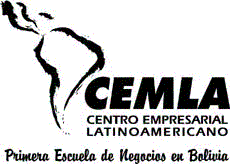 CEMLA
CENTRO EMPRESARIAL
LATINOAMERICANO
Primera Escuela de Negocios en Bolivia